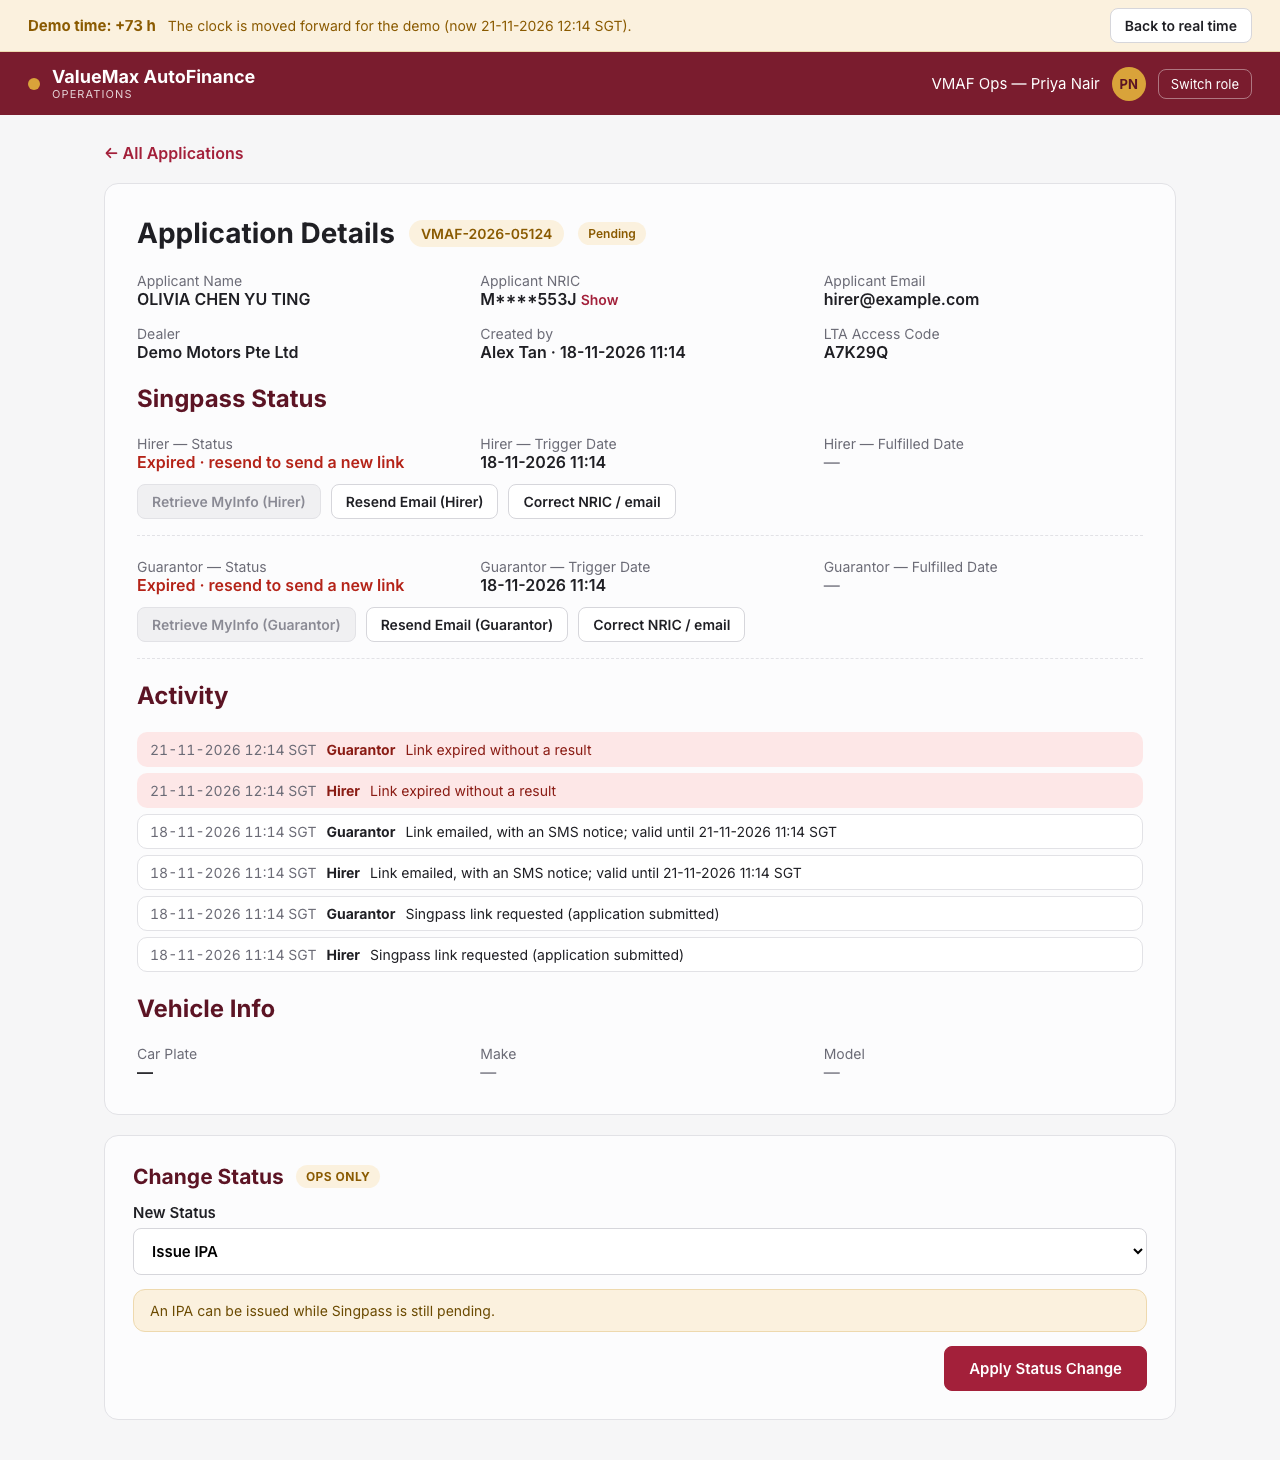 Demo time: +73 h The clock is moved forward for the demo (now 21-11-2026 12:14 SGT). Back to real time
ValueMax AutoFinance
OPERATIONS
VMAF Ops — Priya Nair PN Switch role
← All Applications
Application Details VMAF-2026-05124 Pending
Applicant Name Applicant NRIC Applicant Email
OLIVIA CHEN YU TING M****553J Show hirer@example.com
Dealer Created by LTA Access Code
Demo Motors Pte Ltd Alex Tan · 18-11-2026 11:14 A7K29Q
Singpass Status
Hirer — Status Hirer — Trigger Date Hirer — Fulfilled Date
Expired · resend to send a new link 18-11-2026 11:14 —
Retrieve MyInfo (Hirer) Resend Email (Hirer) Correct NRIC / email
Guarantor — Status Guarantor — Trigger Date Guarantor — Fulfilled Date
Expired · resend to send a new link 18-11-2026 11:14 —
Retrieve MyInfo (Guarantor) Resend Email (Guarantor) Correct NRIC / email
Activity
21-11-2026 12:14 SGT Guarantor Link expired without a result
21-11-2026 12:14 SGT Hirer Link expired without a result
18-11-2026 11:14 SGT Guarantor Link emailed, with an SMS notice; valid until 21-11-2026 11:14 SGT
18-11-2026 11:14 SGT Hirer Link emailed, with an SMS notice; valid until 21-11-2026 11:14 SGT
18-11-2026 11:14 SGT Guarantor Singpass link requested (application submitted)
18-11-2026 11:14 SGT Hirer Singpass link requested (application submitted)
Vehicle Info
Car Plate Make Model
— — —
Change Status OPS ONLY
New Status
Issue IPA
An IPA can be issued while Singpass is still pending.
Apply Status Change